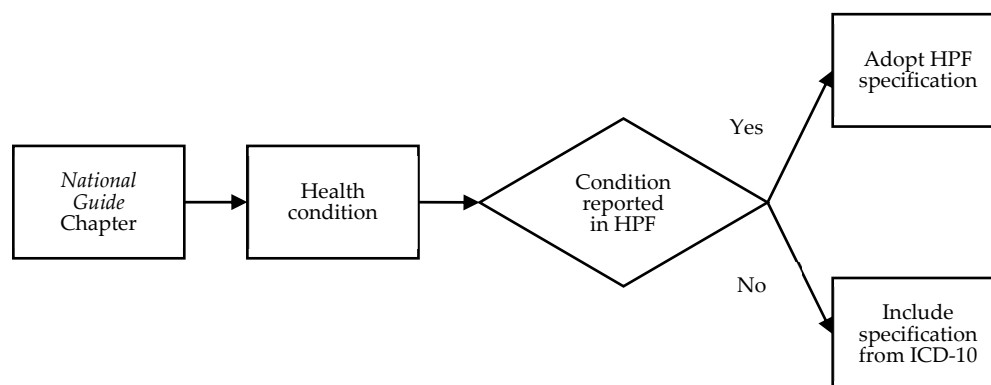 National
Guide
Chapter
Health
condition
Condition
reported
in HPF
Yes
Adopt HPF
specification
No
Include
specification
from ICD-10